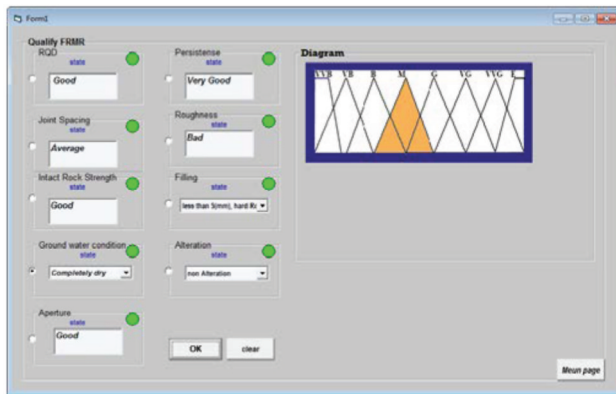 Form1
Qualify FRMR
RQD
state
Good
Persistense
state
Very Good
Joint Spacing
state
Average
Roughness
state
Bad
Intact Rock Strength
state
Good
Filling
state
less than 5(mm), hard
Ground water condition
state
Completely dry
Alteration
state
non Alteration
Aperture
state
Good
OK
clear
Diagram
VVB VB B M G VG VVG E
Meun page